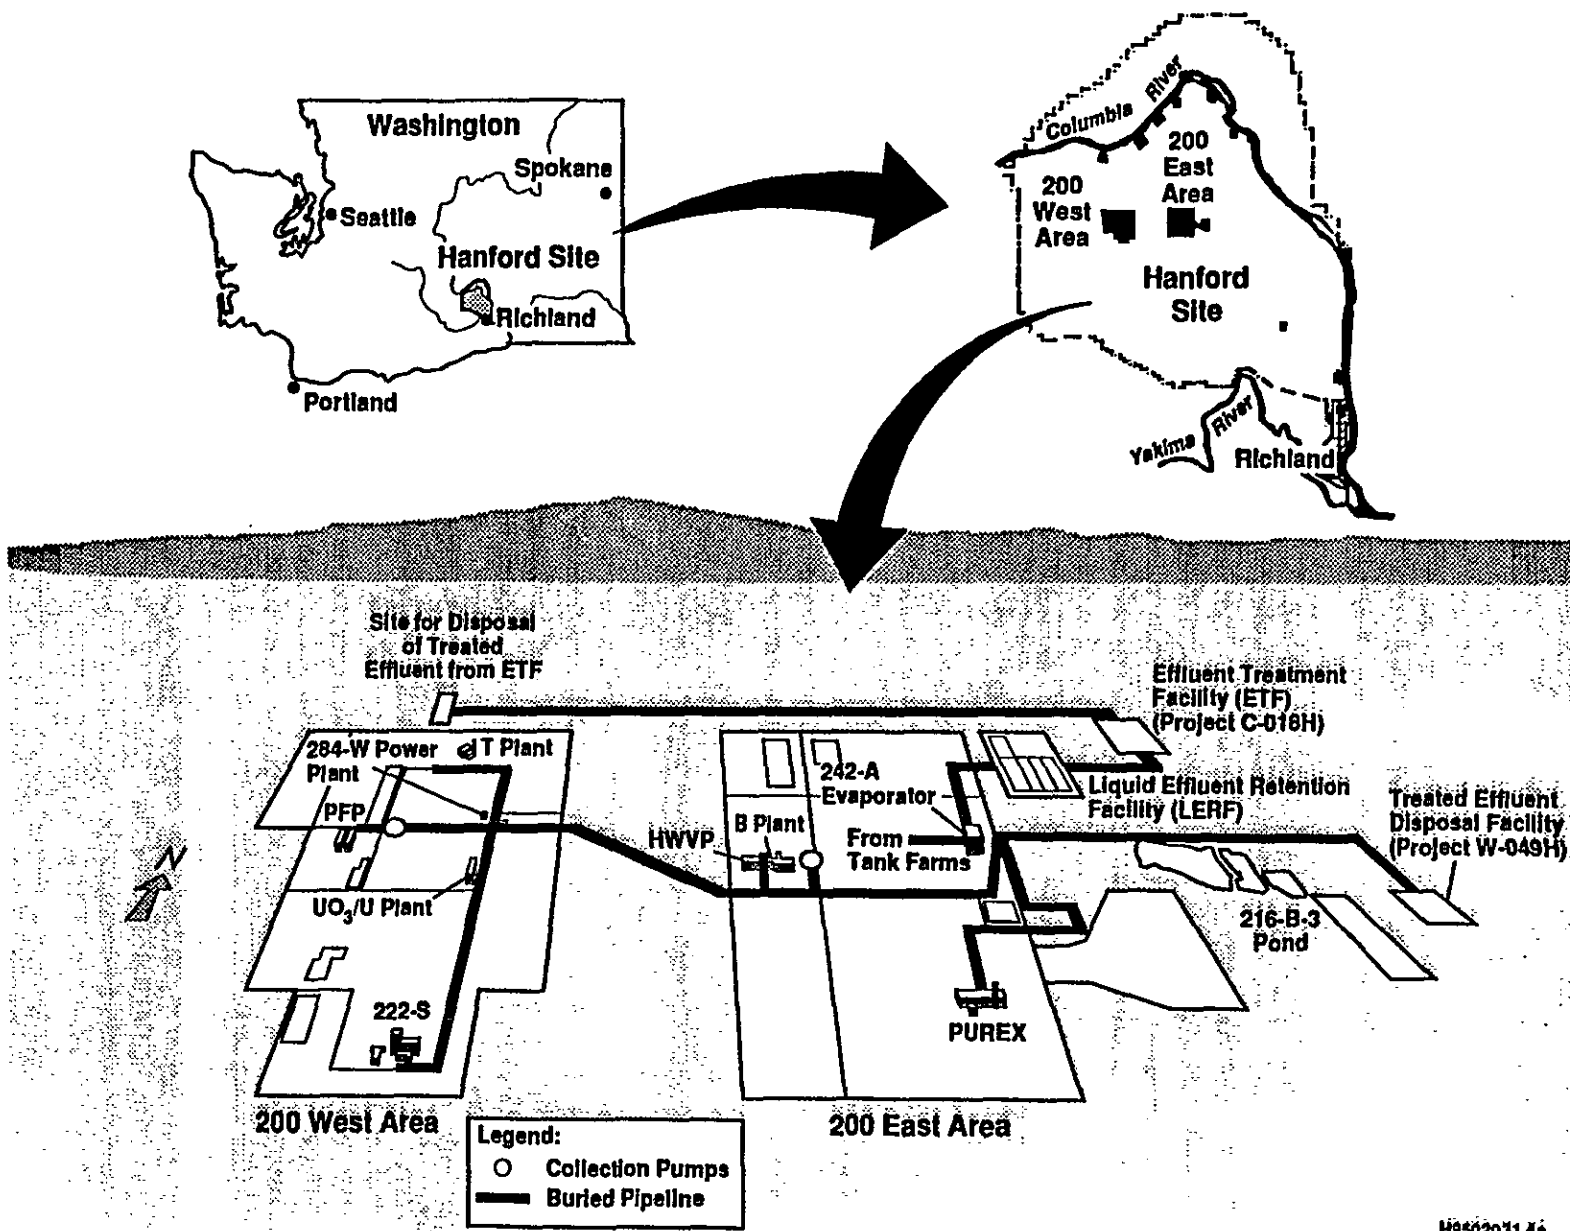 Washington
Spokane
Seattle
Hanford Site
Richland
Portland
Columbia River
200
East
Area
200
West
Area
Hanford
Site
Yakima River
Richland
Site for Disposal
of Treated
Effluent from ETF
Effluent Treatment
Facility (ETF)
(Project C-018H)
284-W Power
Plant
T Plant
PFP
242-A
Evaporator
Liquid Effluent Retention
Facility (LERF)
Treated Effluent
Disposal Facility
(Project W-049H)
HWVP
B Plant
From
Tank Farms
N
UO3/U Plant
216-B-3
Pond
222-S
PUREX
200 West Area
200 East Area
Legend:
Collection Pumps
Buried Pipeline